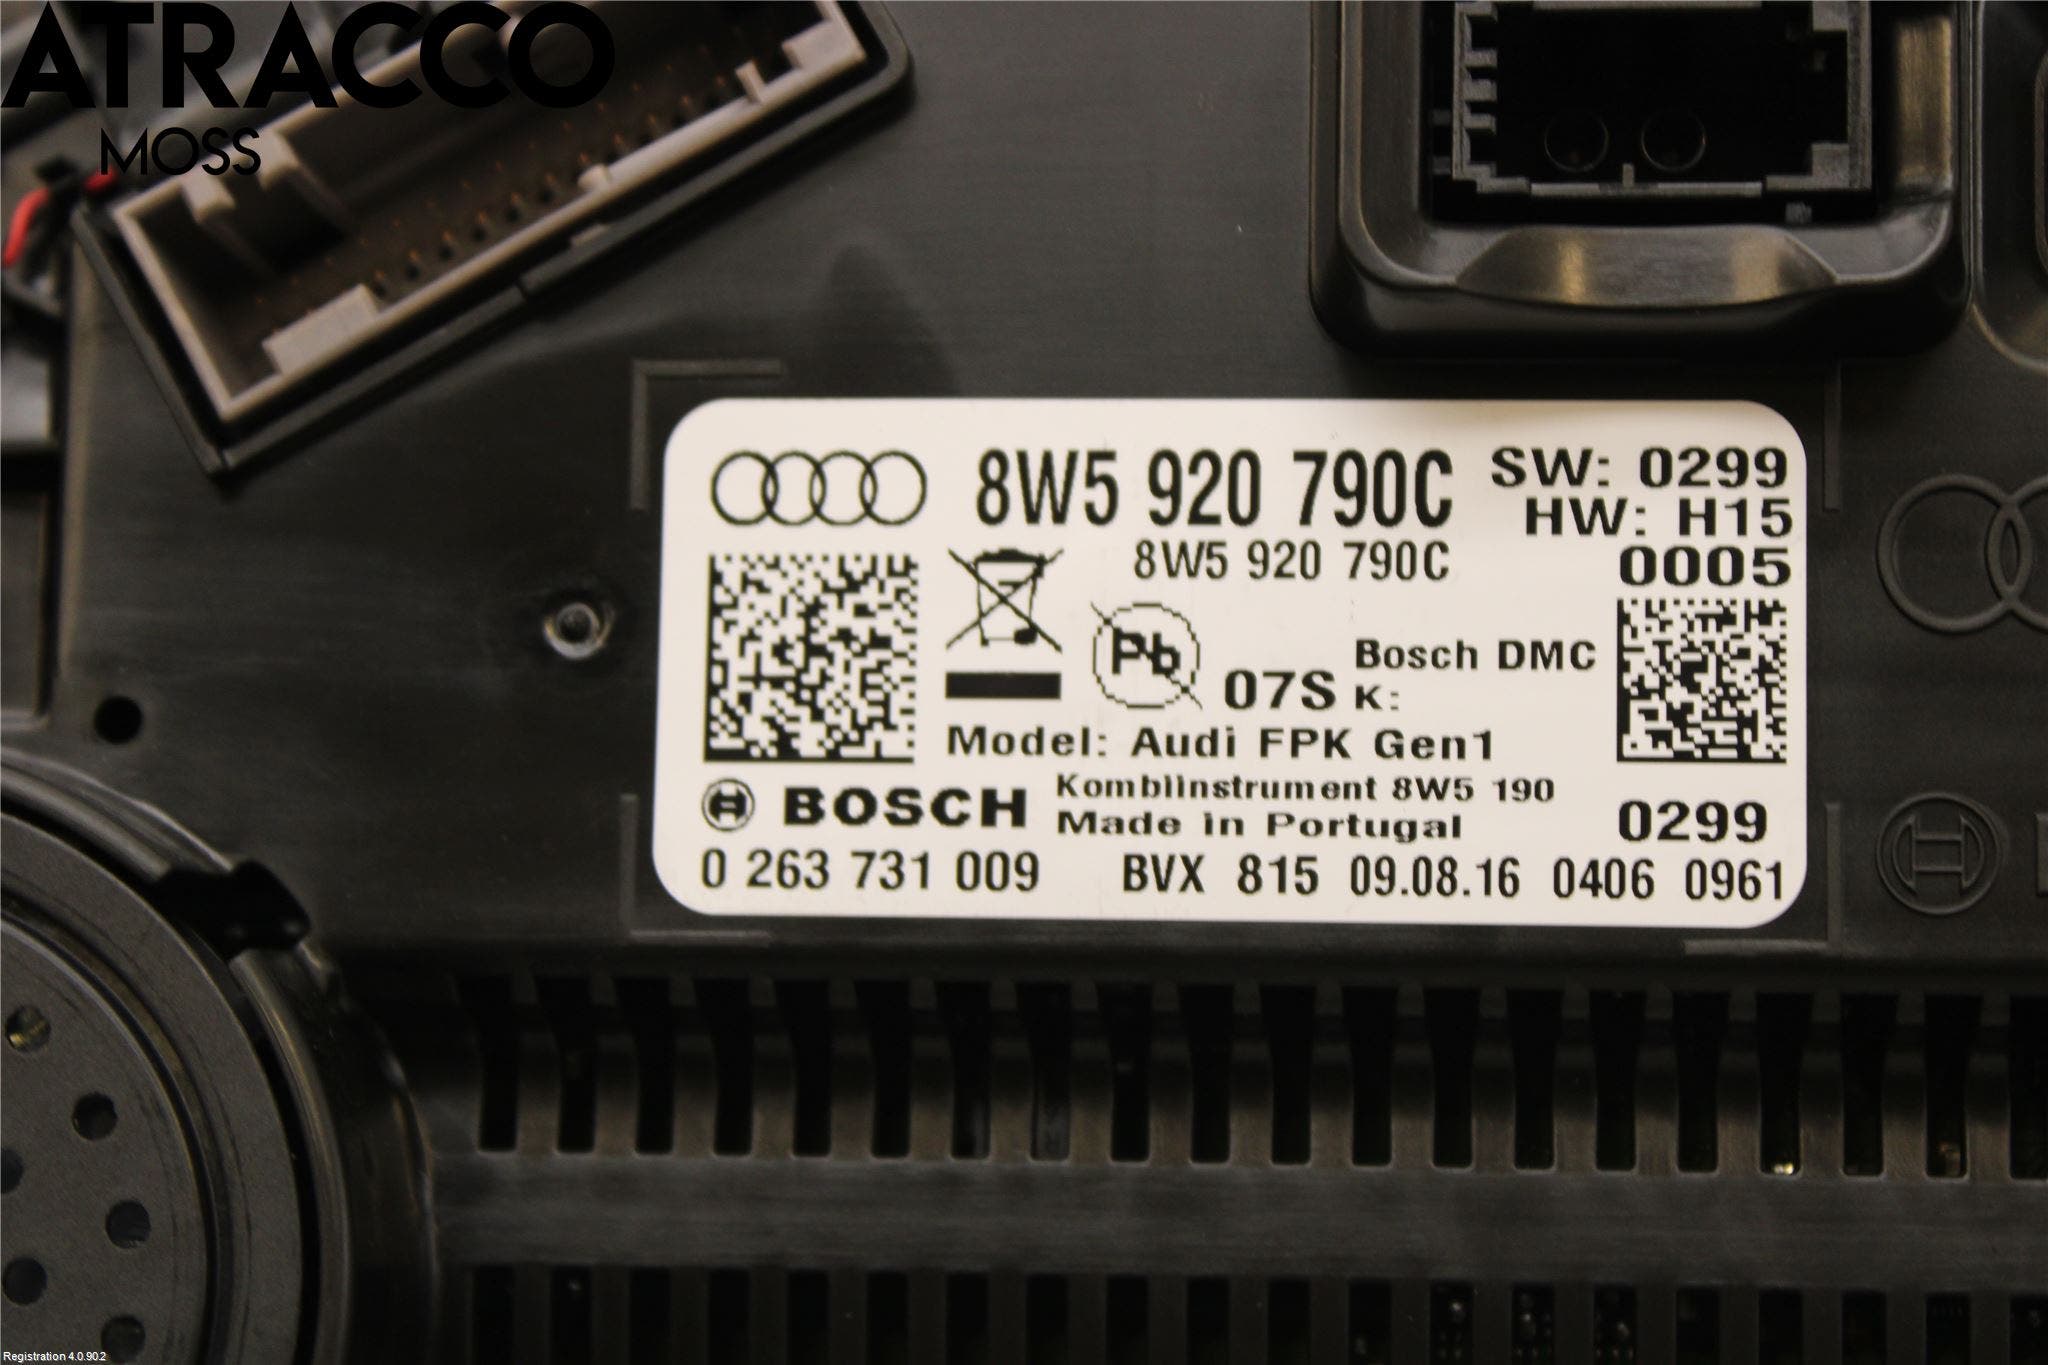 ATRACCO
MOSS
8W5 920 790C
SW: 0299
HW: H15
0005
8W5 920 790C
Pb
07S
Bosch DMC
K:
Model: Audi FPK Gen1
BOSCH
Kombiinstrument 8W5 190
Made in Portugal
0299
0 263 731 009 BVX 815 09.08.16 0406 0961
Registration 4.0.90.2